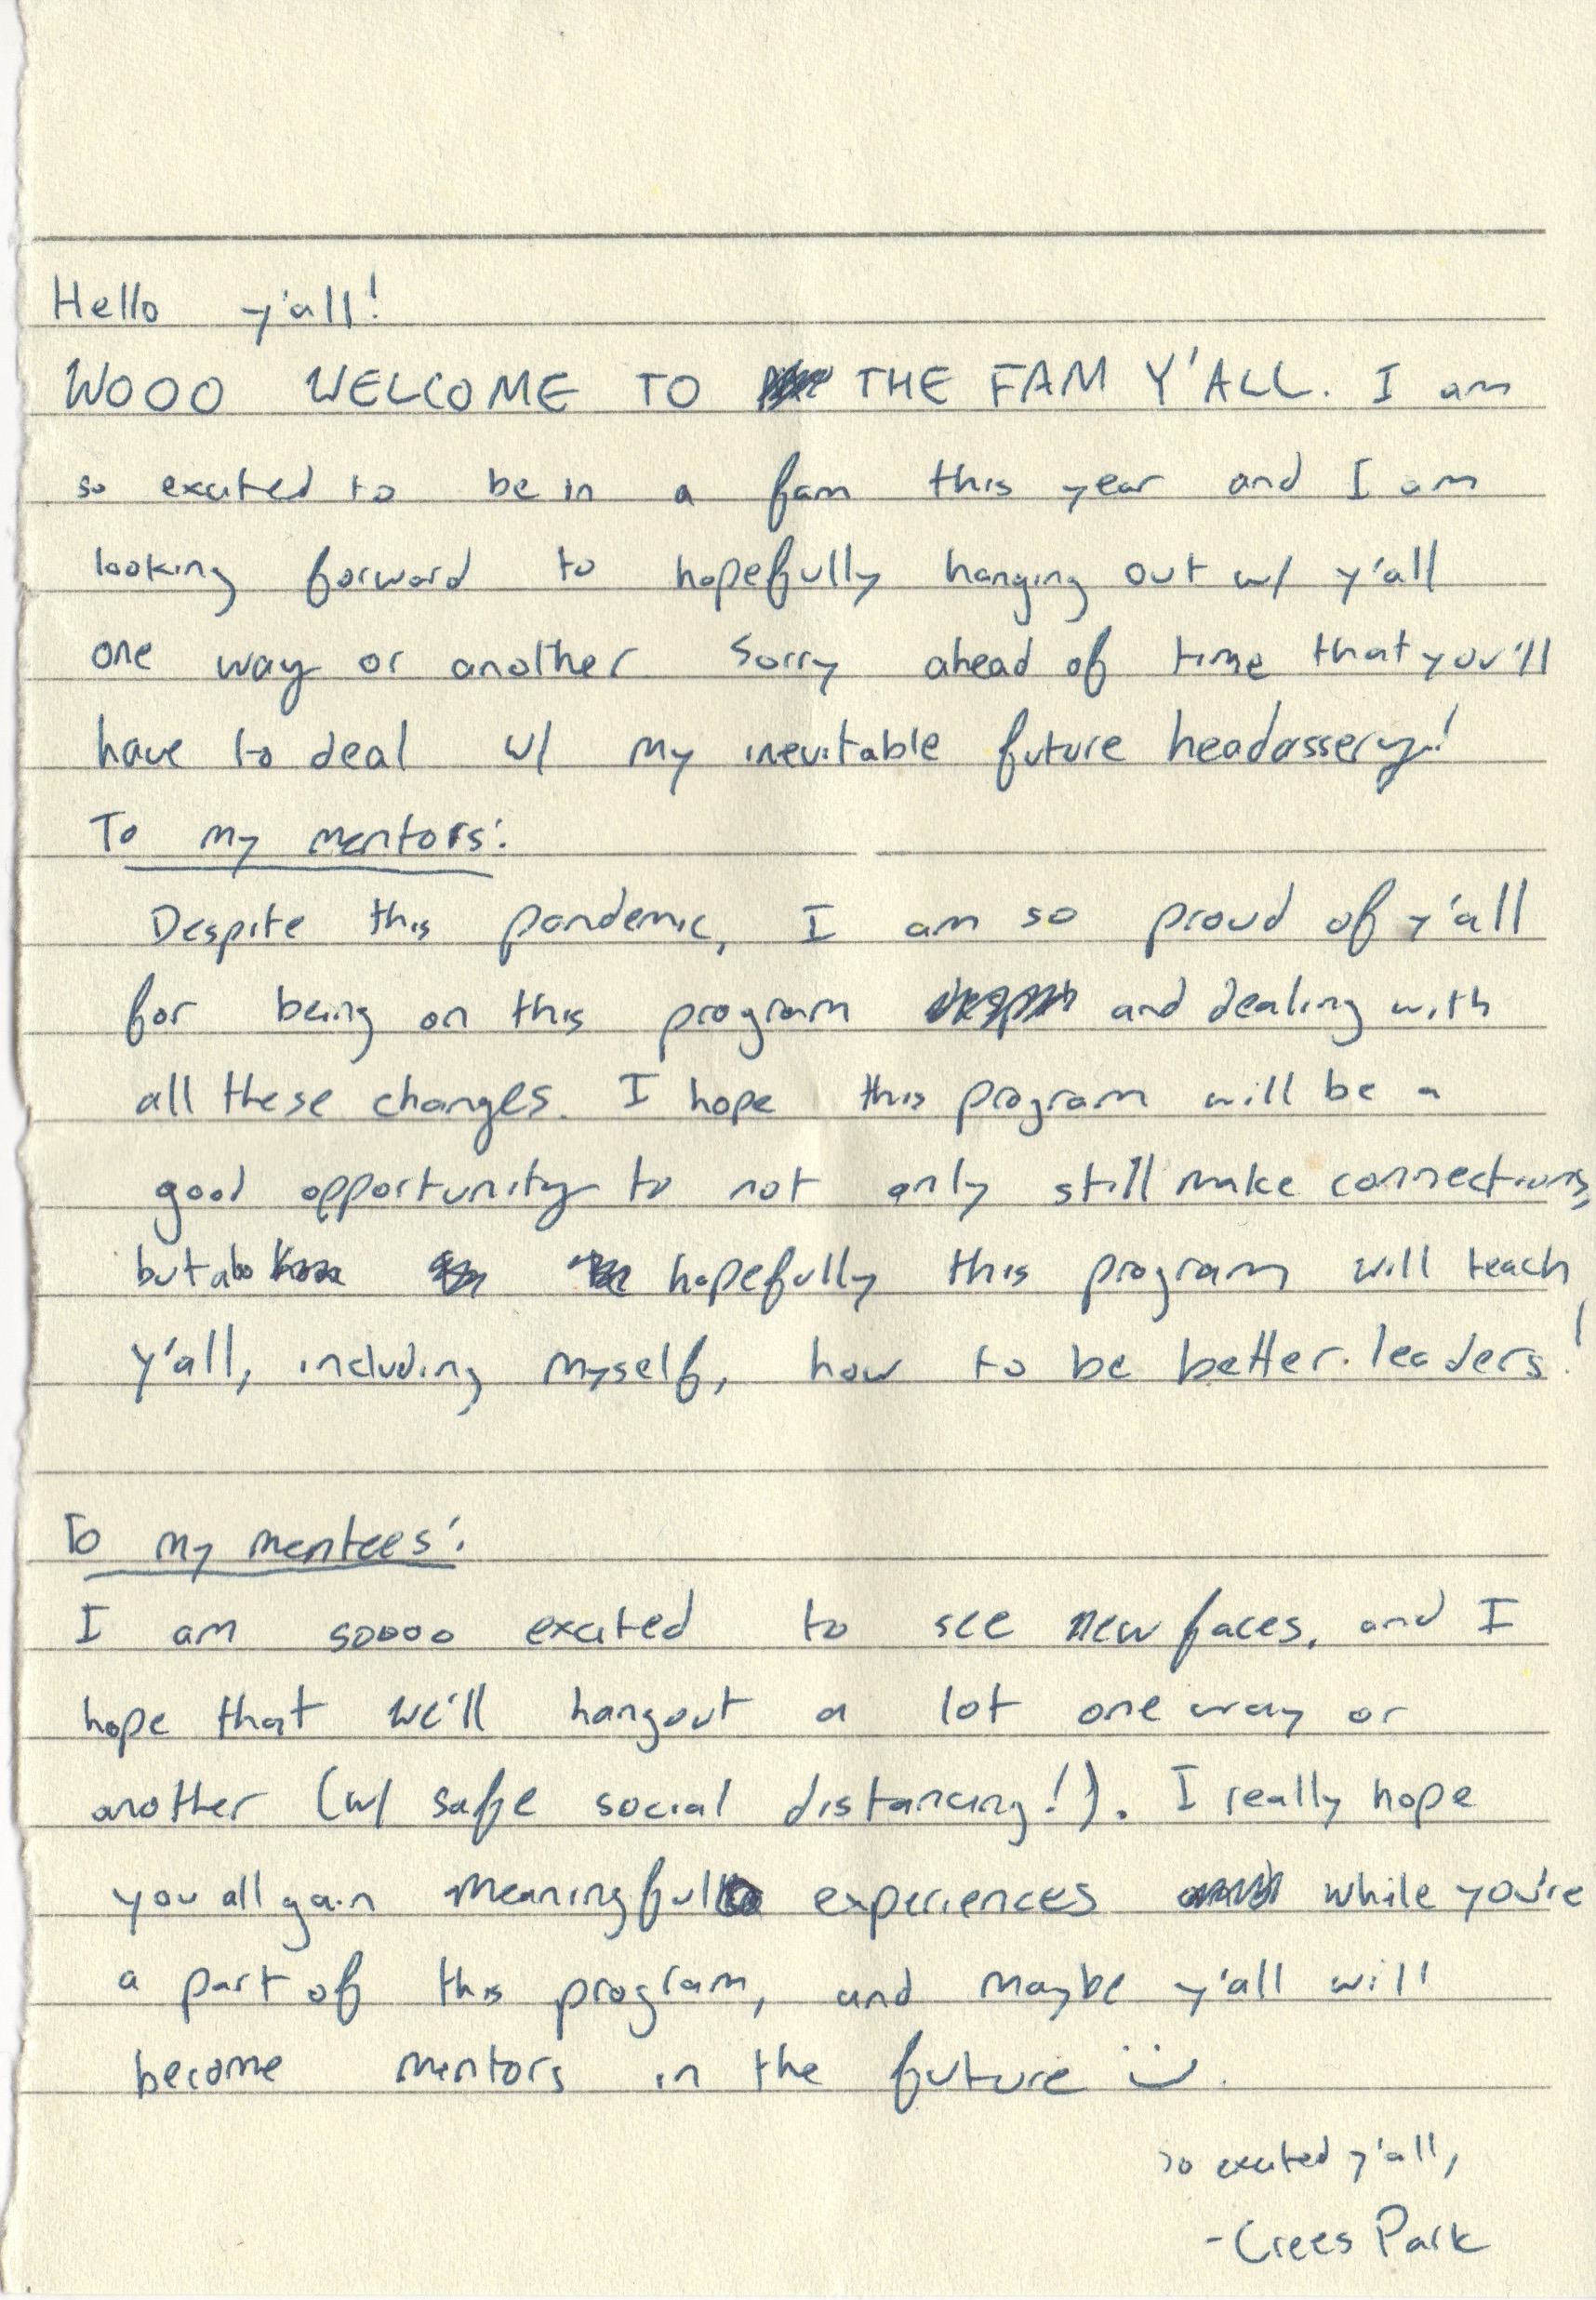 Hello y'all!
WOOO WELCOME TO THE FAM Y'ALL. I am
so excited to be in a fam this year and I am
looking forward to hopefully hanging out w/ y'all
one way or another. Sorry ahead of time that you'll
have to deal w/ my inevitable future headassery!
To my mentors:
Despite this pandemic, I am so proud of y'all
for being on this program and dealing with
all these changes. I hope this program will be a
good opportunity to not only still make connections,
but also hopefully this program will teach
y'all, including myself, how to be better leaders!
To my mentees:
I am soooo excited to see new faces, and I
hope that we'll hangout a lot one way or
another (w/ safe social distancing!). I really hope
you all gain meaningful experiences while you're
a part of this program, and maybe y'all will
become mentors in the future :).
so excited y'all,
-Crees Park